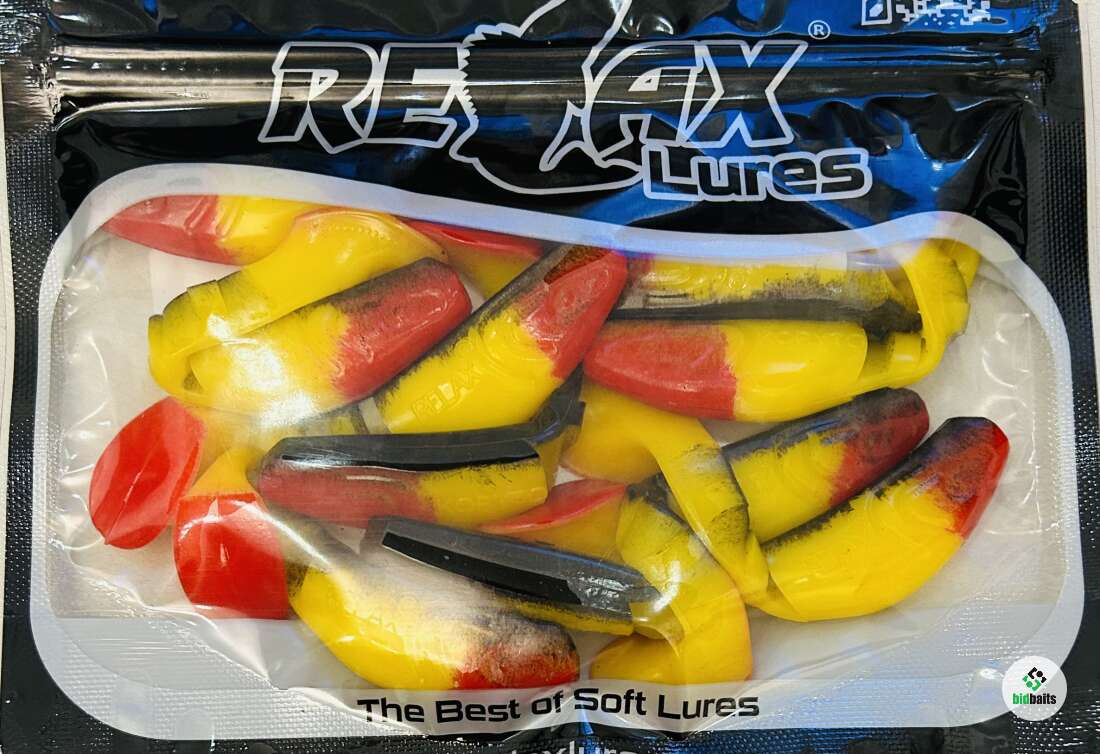 RELAX®
Lures
RELAX
The Best of Soft Lures
bidbaits